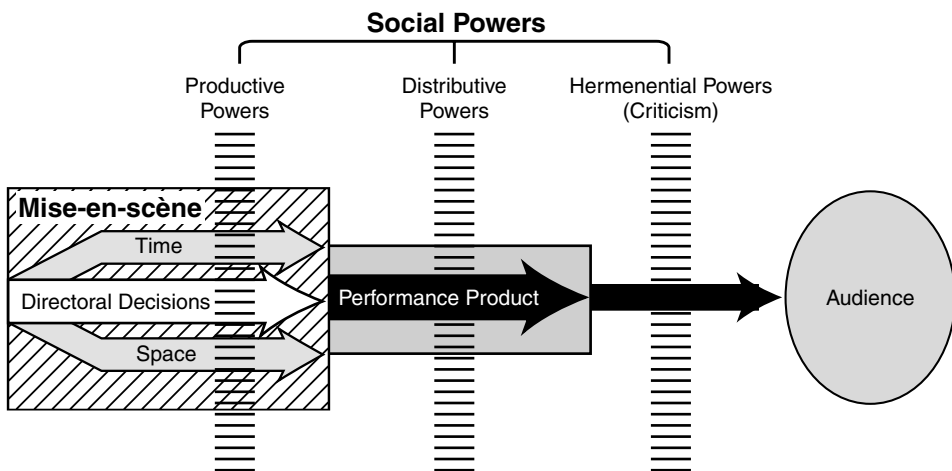 Social Powers
Productive
Powers
Distributive
Powers
Hermenential Powers
(Criticism)
Mise-en-scène
Time
Directoral Decisions
Space
Performance Product
Audience